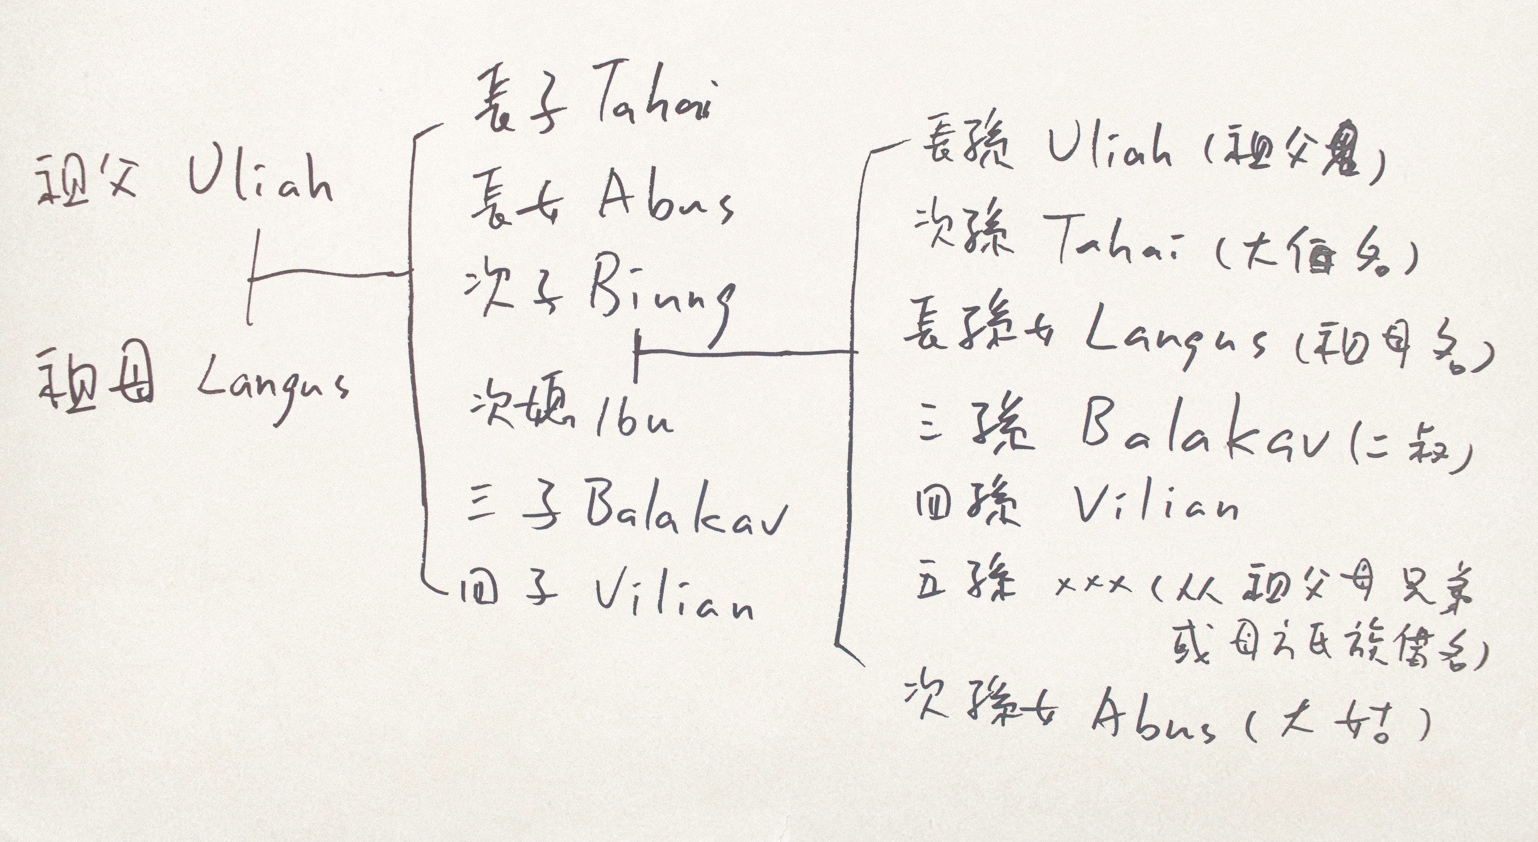 祖父 Uliah
祖母 Langus
長子 Tahai
長女 Abus
次子 Biung
次媳 Ibu
三子 Balakav
四子 Vilian
長孫 Uliah (祖父名)
次孫 Tahai (大伯名)
長孫女 Langus (祖母名)
三孫 Balakav (二叔)
四孫 Vilian
五孫 xxx (从祖父母兄弟
或母方氏族借名)
次孫女 Abus (大姑)